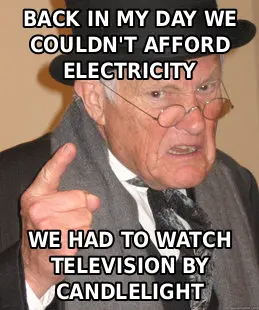 BACK IN MY DAY WE
COULDN'T AFFORD
ELECTRICITY
WE HAD TO WATCH
TELEVISION BY
CANDLELIGHT